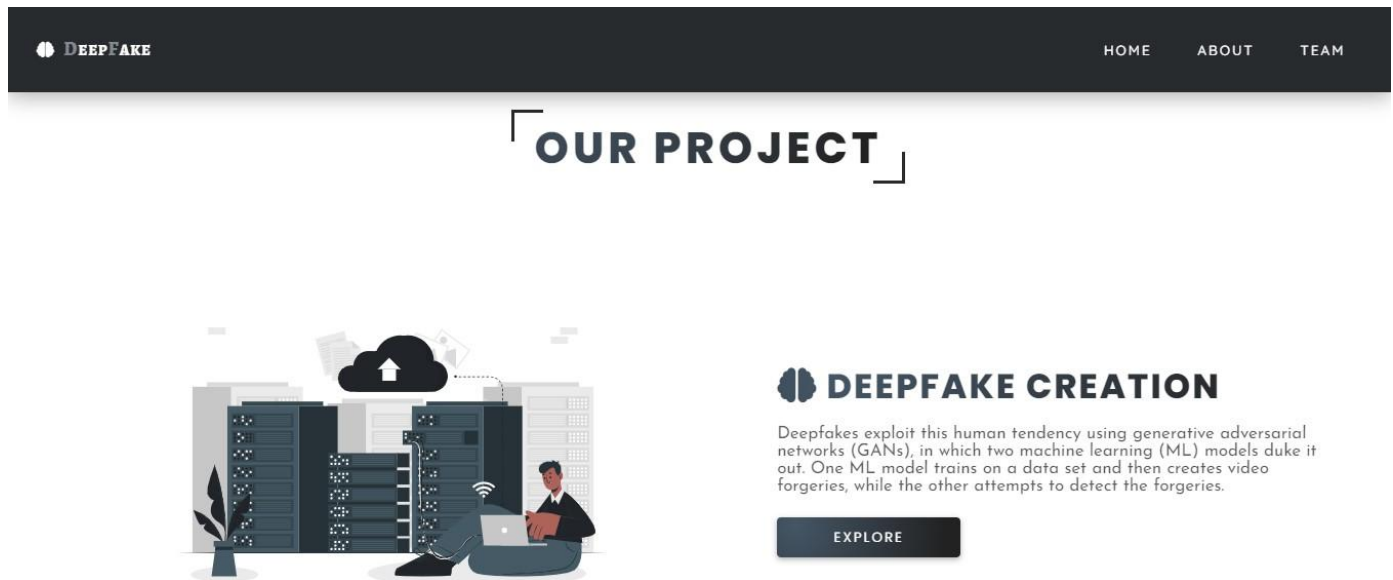 DEEPFAKE
HOME ABOUT TEAM
OUR PROJECT
DEEPFAKE CREATION
Deepfakes exploit this human tendency using generative adversarial
networks (GANs), in which two machine learning (ML) models duke it
out. One ML model trains on a data set and then creates video
forgeries, while the other attempts to detect the forgeries.
EXPLORE